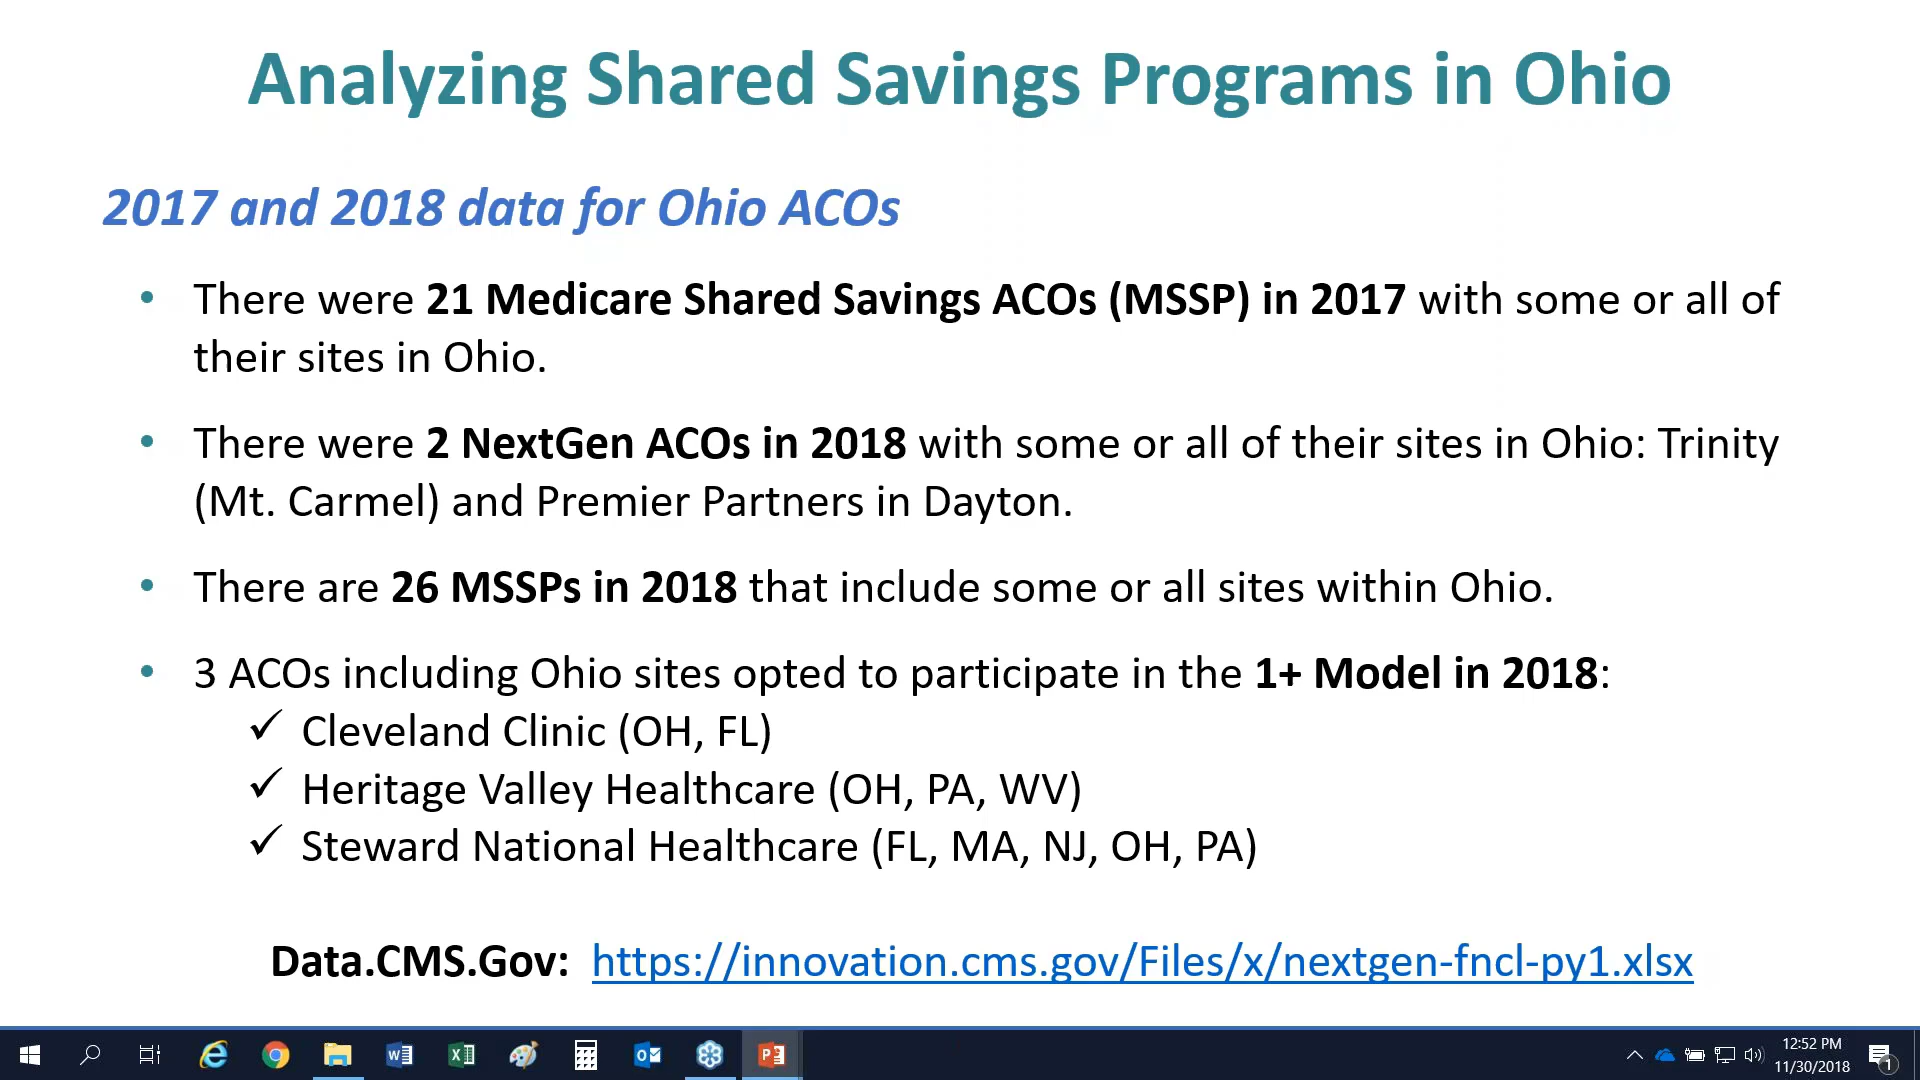 Analyzing Shared Savings Programs in Ohio
2017 and 2018 data for Ohio ACOs
• There were 21 Medicare Shared Savings ACOs (MSSP) in 2017 with some or all of
their sites in Ohio.
• There were 2 NextGen ACOs in 2018 with some or all of their sites in Ohio: Trinity
(Mt. Carmel) and Premier Partners in Dayton.
• There are 26 MSSPs in 2018 that include some or all sites within Ohio.
• 3 ACOs including Ohio sites opted to participate in the 1+ Model in 2018:
✓ Cleveland Clinic (OH, FL)
✓ Heritage Valley Healthcare (OH, PA, WV)
✓ Steward National Healthcare (FL, MA, NJ, OH, PA)
Data.CMS.Gov: https://innovation.cms.gov/Files/x/nextgen-fncl-py1.xlsx
12:52 PM
11/30/2018
1